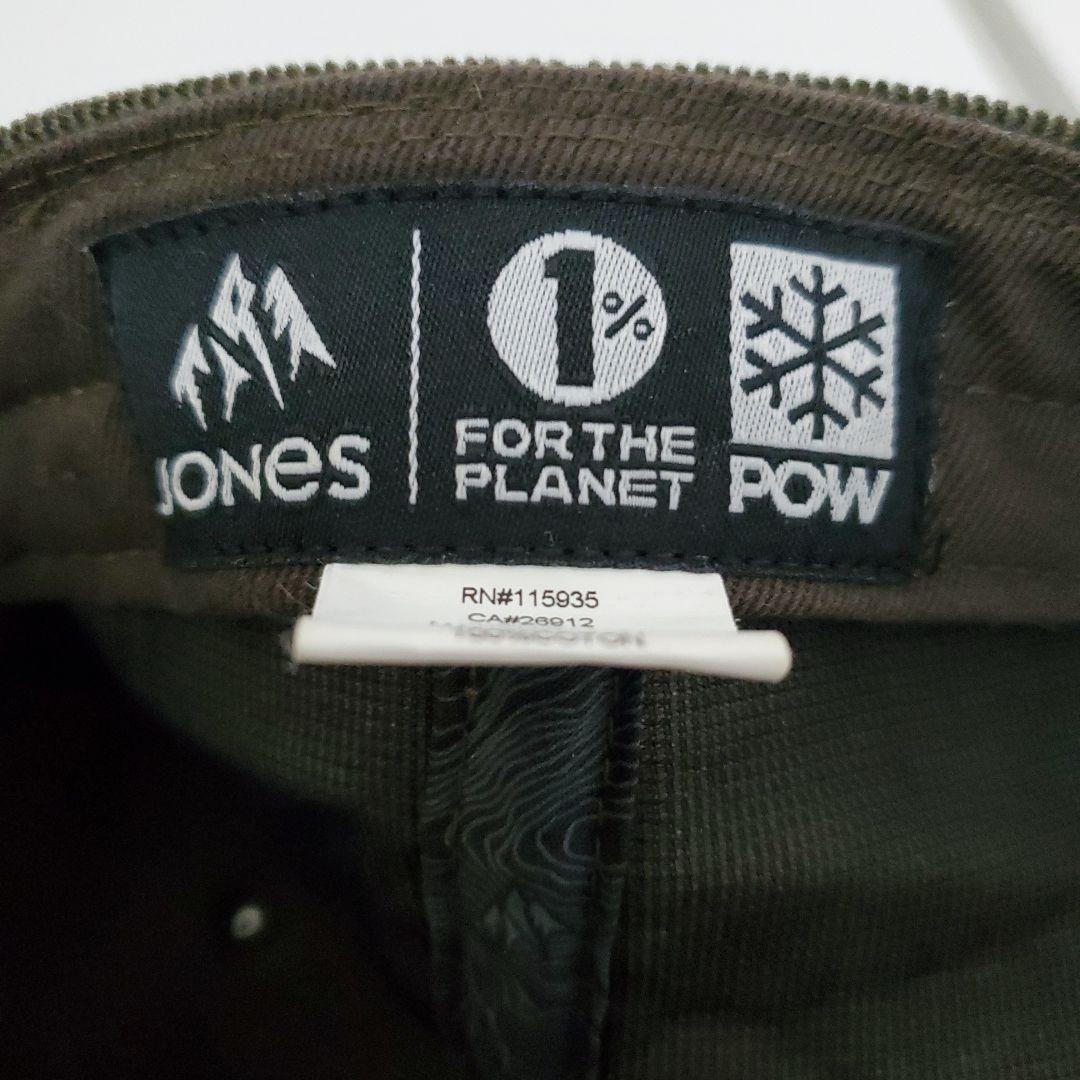 JONES
1%
FOR THE
PLANET
POW
RN#115935
CA#26912